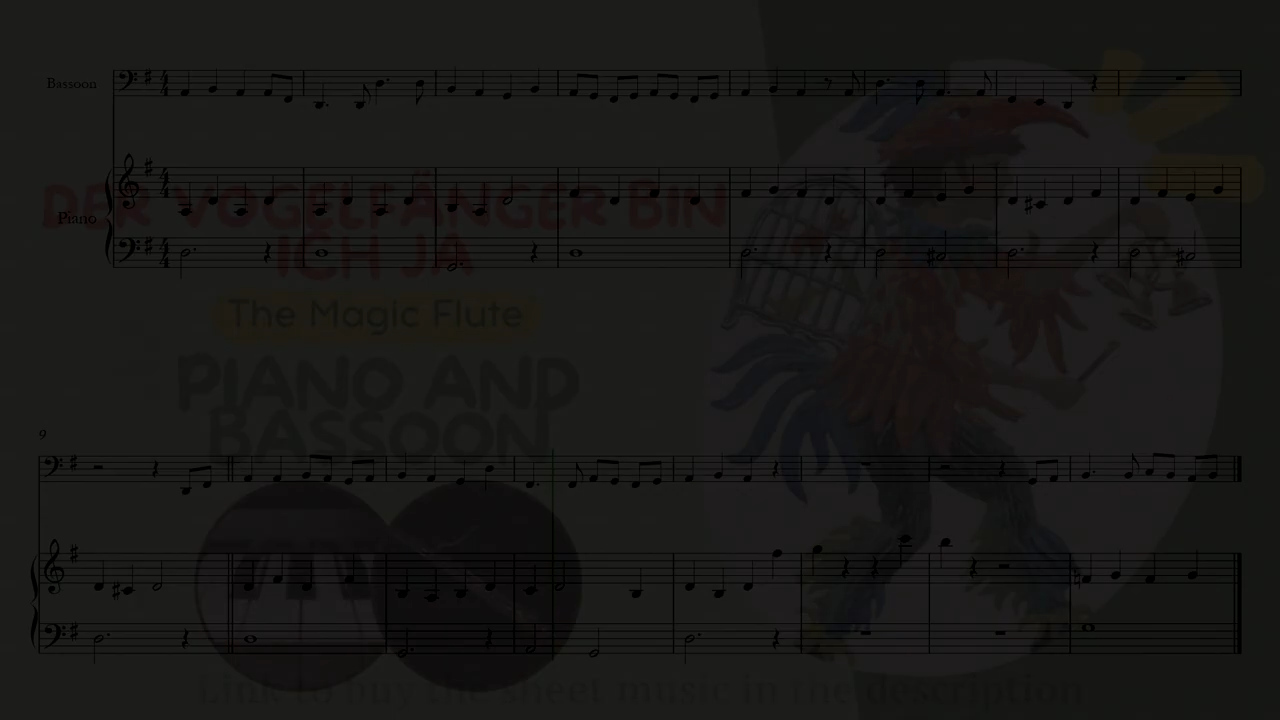 Bassoon
DER VOGELFÄNGER BIN
ICH JA
Piano
The Magic Flute
PIANO AND
BASSOON
9
Link to buy the sheet music in the description